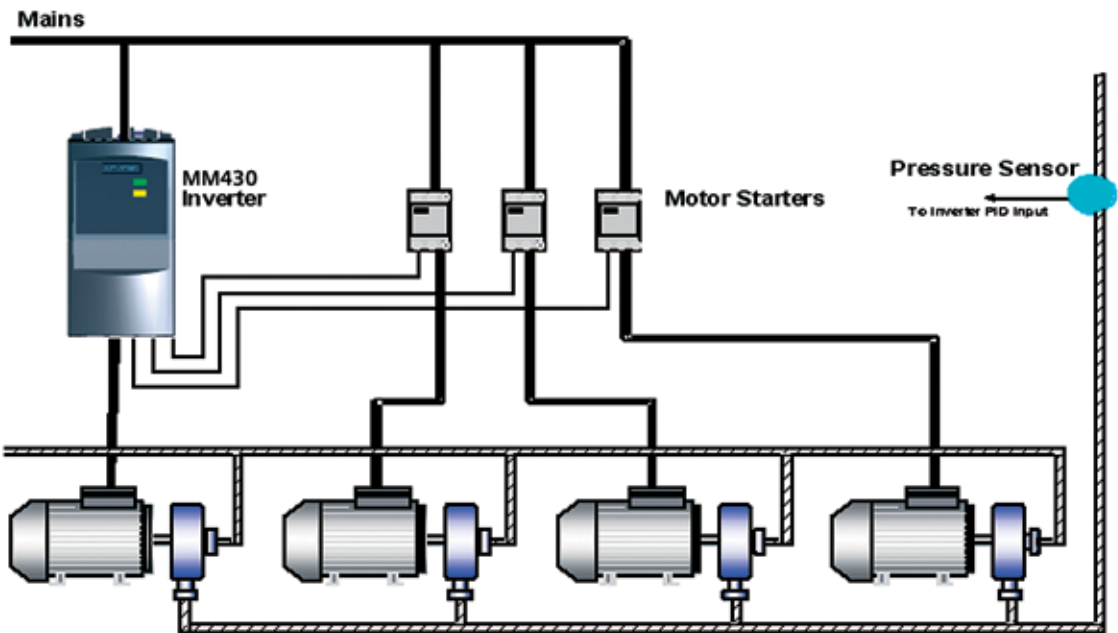 Mains
MM430
Inverter
Pressure Sensor
Motor Starters
To Inverter PID Input